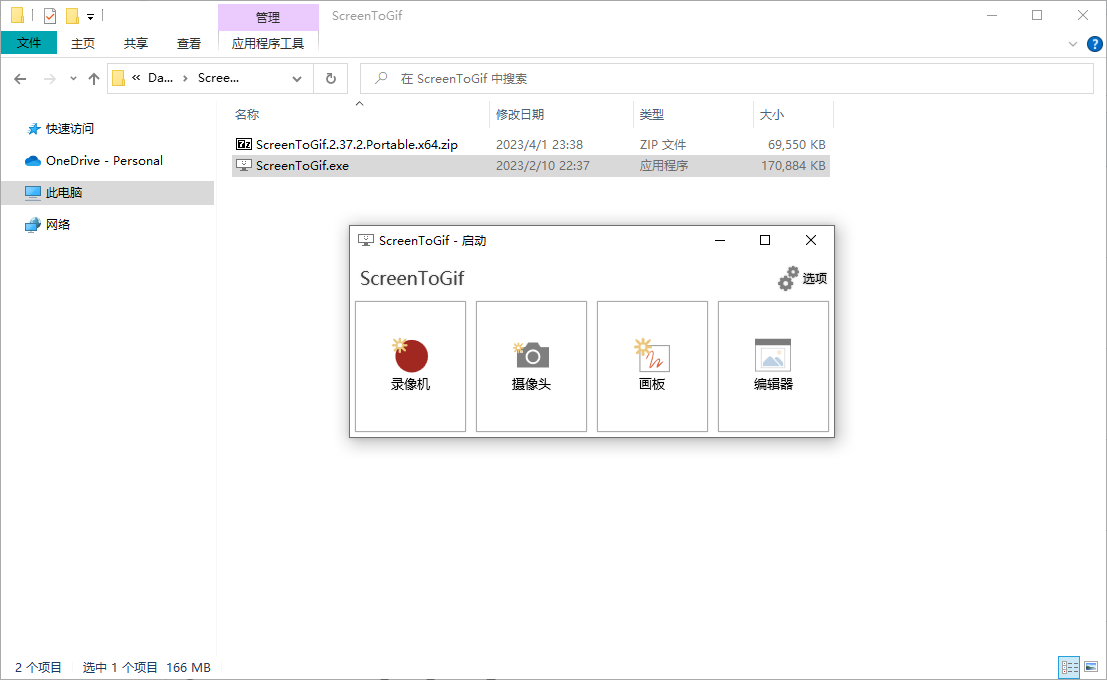 管理
ScreenToGif
文件
主页
共享
查看
应用程序工具
?
« Da... › Scree...
在 ScreenToGif 中搜索
快速访问
OneDrive - Personal
此电脑
网络
名称
修改日期
类型
大小
ScreenToGif.2.37.2.Portable.x64.zip
2023/4/1 23:38
ZIP 文件
69,550 KB
ScreenToGif.exe
2023/2/10 22:37
应用程序
170,884 KB
ScreenToGif - 启动
ScreenToGif
选项
录像机
摄像头
画板
编辑器
2 个项目
选中 1 个项目 166 MB